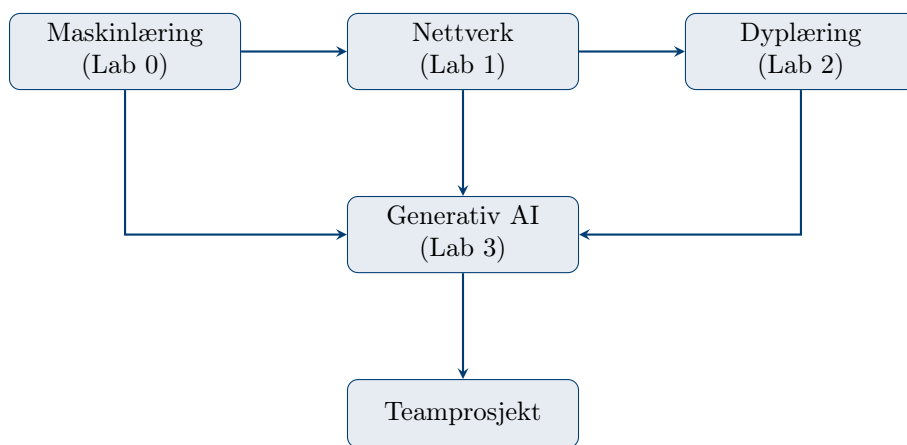 Maskinlæring
(Lab 0)
Nettverk
(Lab 1)
Dyplæring
(Lab 2)
Generativ AI
(Lab 3)
Teamprosjekt